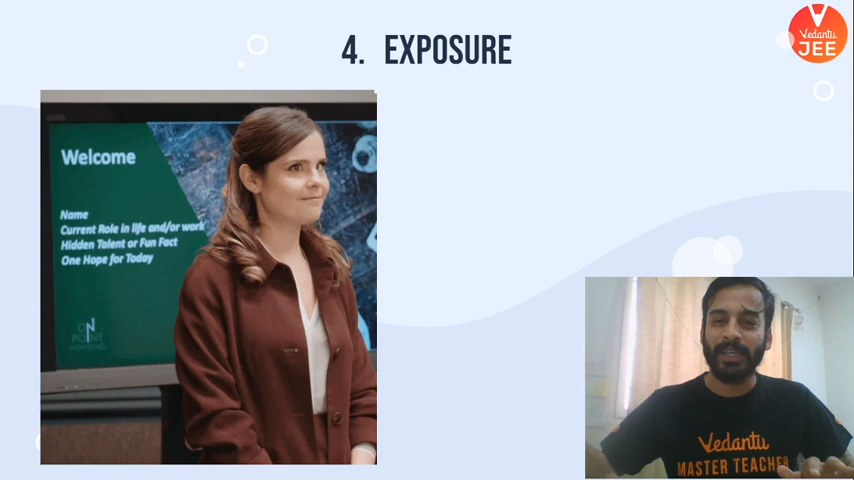 4. EXPOSURE
Vedantu
JEE
Welcome
Name
Current Role in life and/or work
Hidden Talent or Fun Fact
One Hope for Today
ON
POINT
Vedantu
MASTER TEACHER